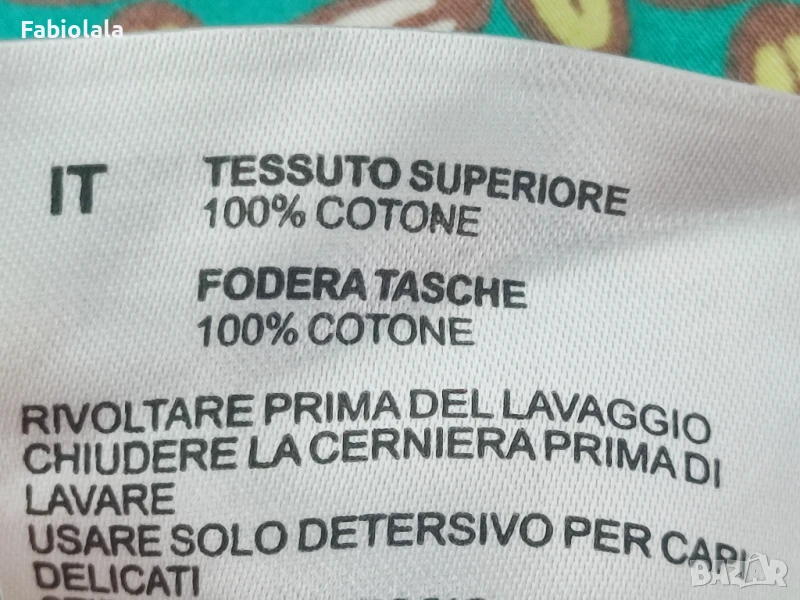 Fabiolala
IT
TESSUTO SUPERIORE
100% COTONE
FODERA TASCHE
100% COTONE
RIVOLTARE PRIMA DEL LAVAGGIO
CHIUDERE LA CERNIERA PRIMA DI
LAVARE
USARE SOLO DETERSIVO PER CAPI
DELICATI
BAZAR